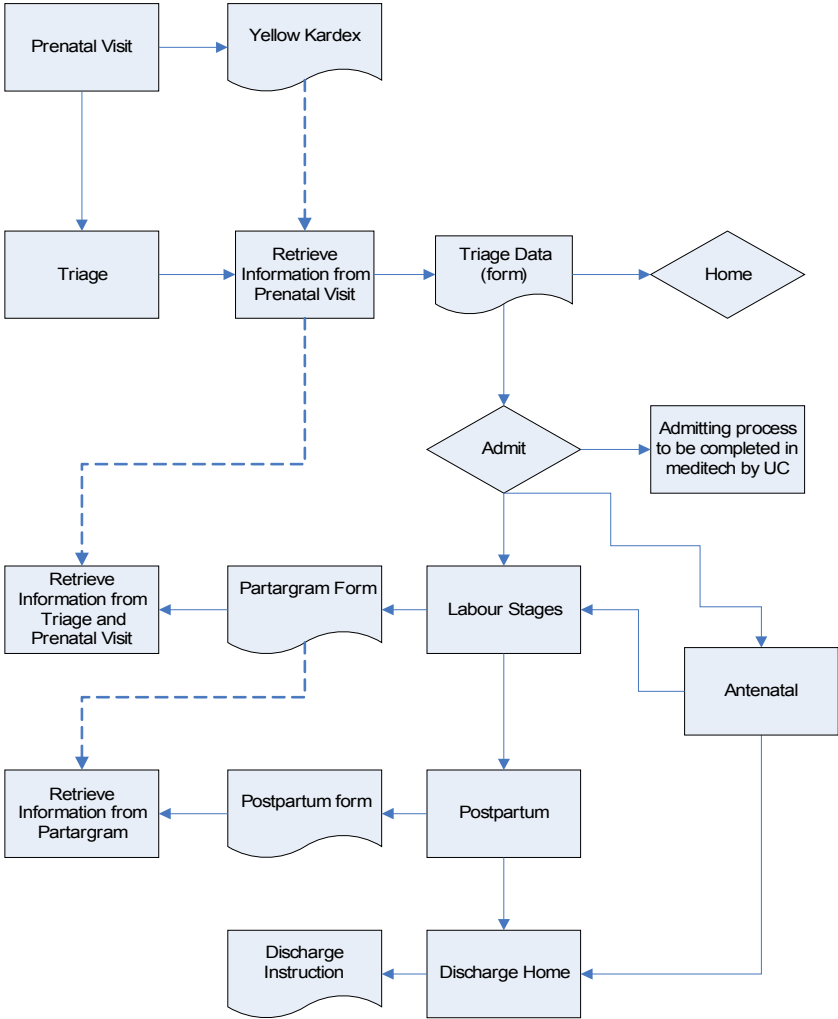 Prenatal Visit
Yellow Kardex
Triage
Retrieve
Information from
Prenatal Visit
Triage Data
(form)
Home
Admit
Admitting process
to be completed in
meditech by UC
Retrieve
Information from
Triage and
Prenatal Visit
Partargram Form
Labour Stages
Antenatal
Retrieve
Information from
Partargram
Postpartum form
Postpartum
Discharge
Instruction
Discharge Home